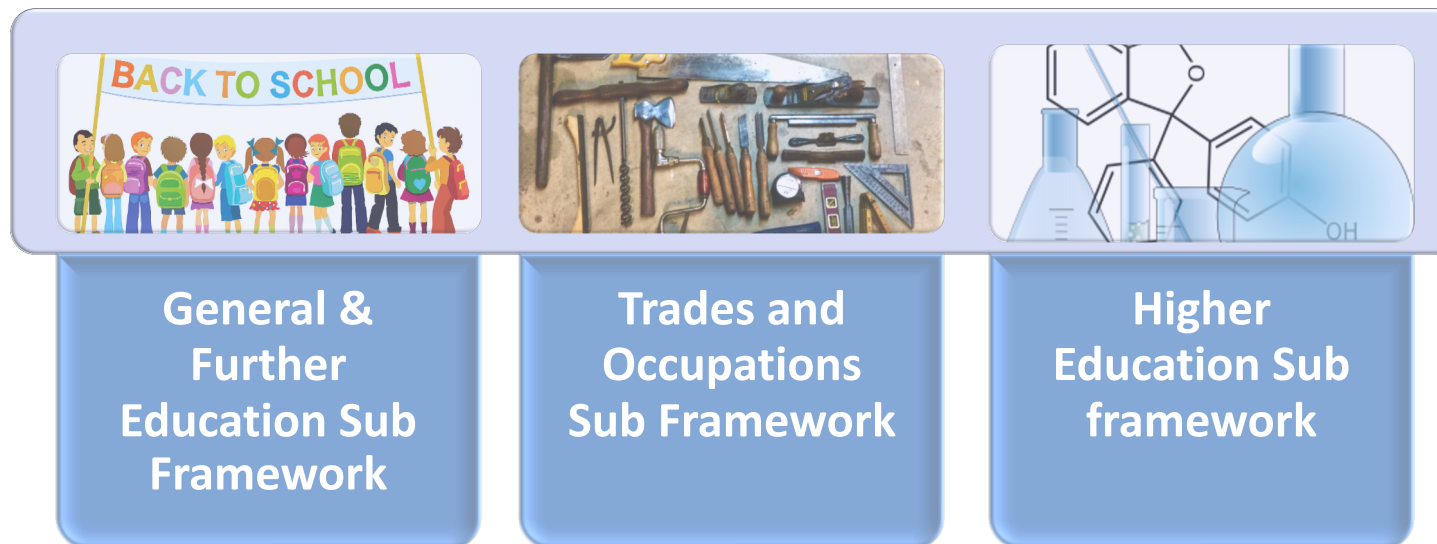 BACK TO SCHOOL
O
OH
General &
Further
Education Sub
Framework
Trades and
Occupations
Sub Framework
Higher
Education Sub
framework